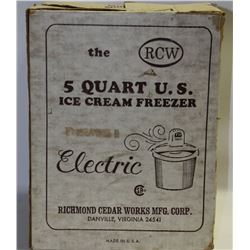 the RCW
5 QUART U.S.
ICE CREAM FREEZER
Electric
RICHMOND CEDAR WORKS MFG. CORP.
DANVILLE, VIRGINIA 24541
MADE IN U.S.A.